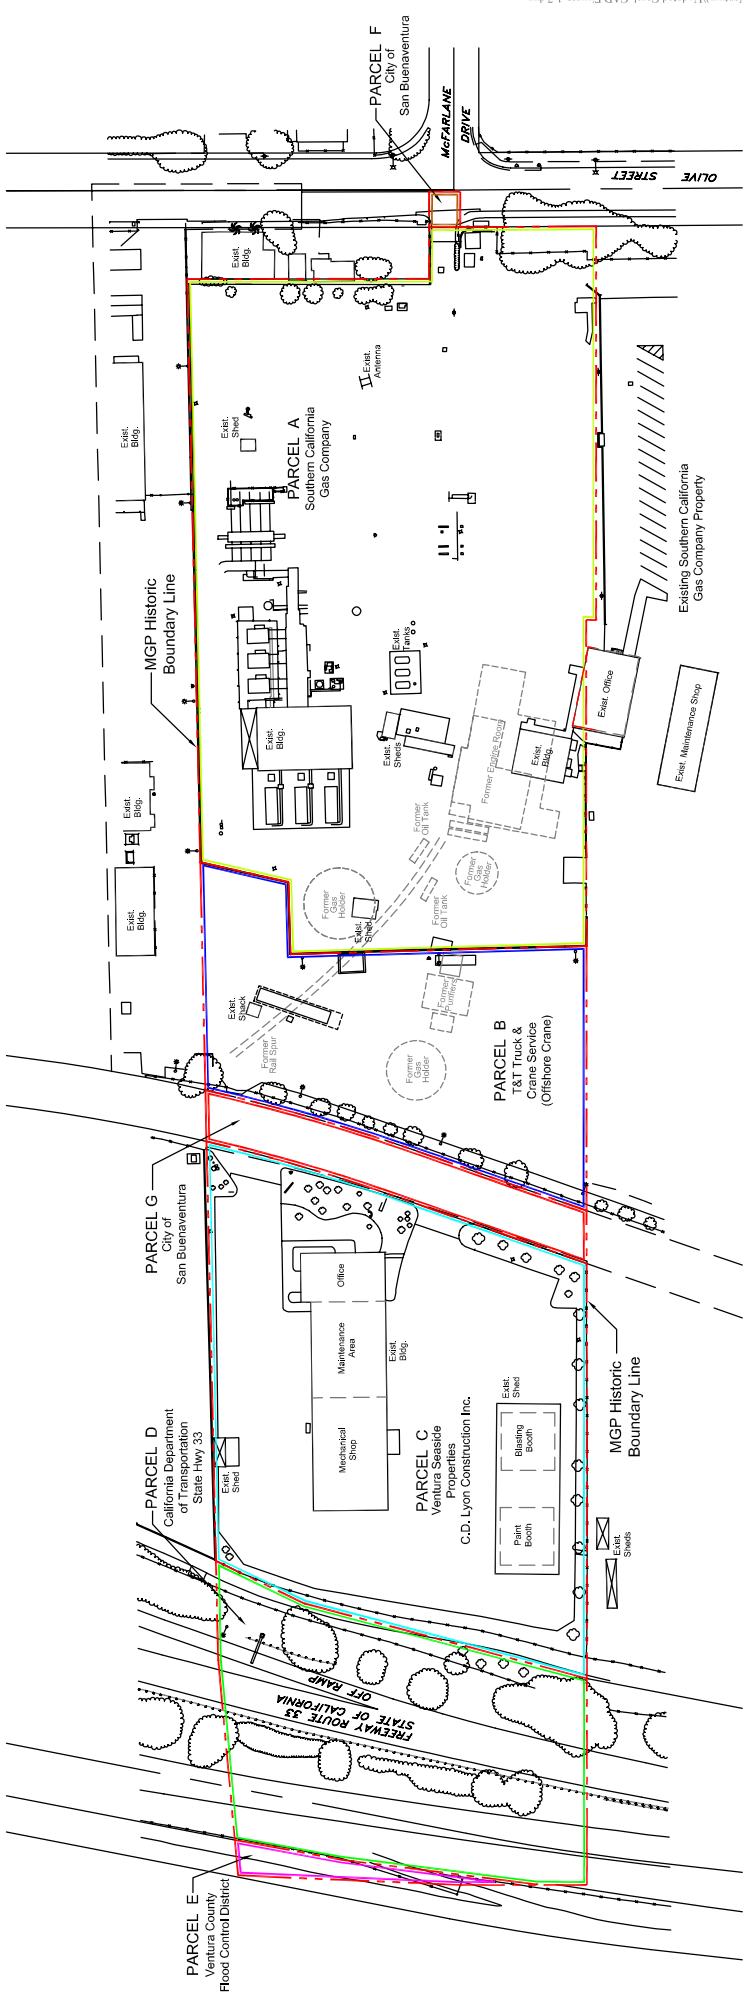 PARCEL F
City of
San Buenaventura
McFARLANE
DRIVE
OLIVE
STREET
Exist.
Bldg.
Exist.
Antenna
Exist.
Shed
Exist.
Bldg.
PARCEL A
Southern California
Gas Company
Existing Southern California
Gas Company Property
MGP Historic
Boundary Line
Exist.
Tanks
Exist. Office
Exist. Maintenance Shop
Exist.
Bldg.
Exist.
Sheds
Former Engine Room
Exist.
Bldg.
Exist.
Bldg.
Former
Oil Tank
Former
Gas
Holder
Former
Gas
Holder
Former
Oil Tank
Exist.
Shed
Exist.
Bldg.
Exist.
Shack
Former
Rail Spur
Former
Purifiers
Former
Gas
Holder
PARCEL B
T&T Truck &
Crane Service
(Offshore Crane)
PARCEL G
City of
San Buenaventura
Office
Maintenance
Area
Mechanical
Shop
Exist.
Bldg.
MGP Historic
Boundary Line
PARCEL C
Ventura Seaside
Properties
C.D. Lyon Construction Inc.
Exist.
Shed
Blasting
Booth
Paint
Booth
Exist.
Sheds
Exist.
Shed
PARCEL D
California Department
of Transportation
State Hwy 33
FREEWAY ROUTE 33
STATE OF CALIFORNIA
OFF RAMP
PARCEL E
Ventura County
Flood Control District